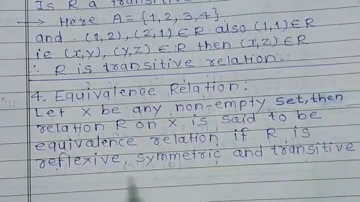 Is R a transitive
→ Here A = {1,2,3,4}
and (1,2),(2,1)∈R also (1,1)∈R
ie (x,y), (y,z)∈R then (x,z)∈R
∴ R is transitive relation.
4. Equivalence Relation:
Let X be any non-empty set, then
relation R on X is said to be
equivalence relation if R is
reflexive, symmetric and transitive